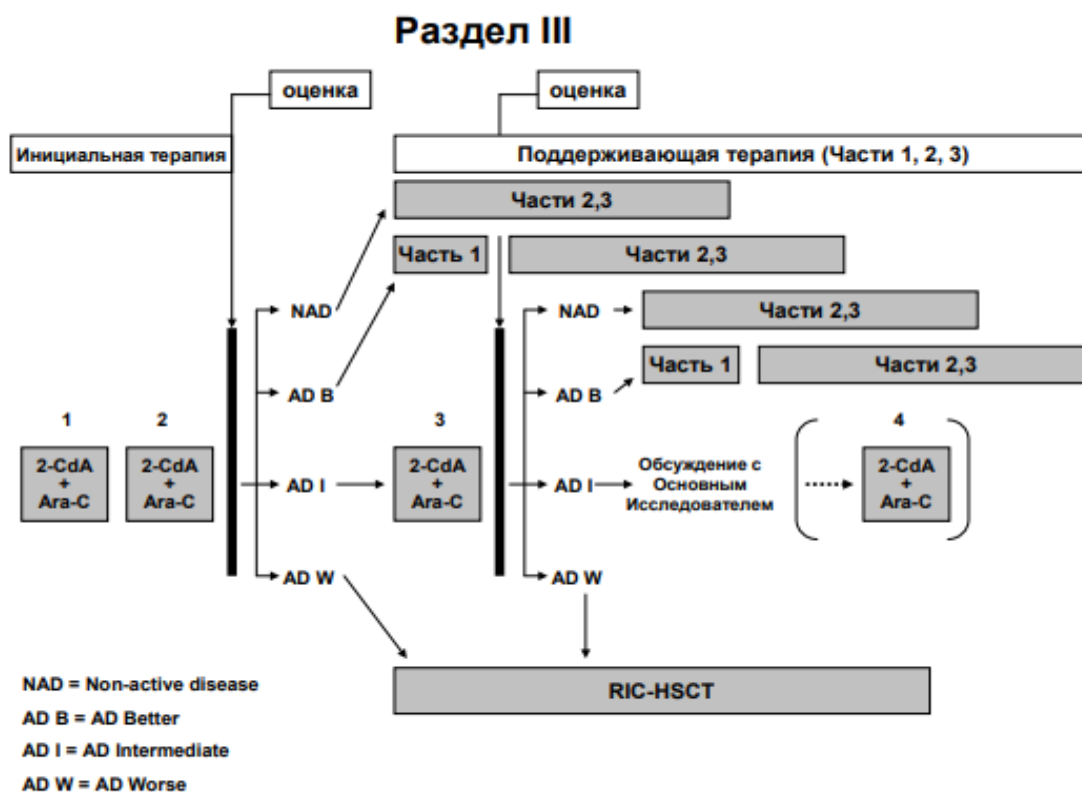 Раздел III
оценка
оценка
Инициальная терапия
Поддерживающая терапия (Части 1, 2, 3)
Части 2,3
Часть 1
Части 2,3
NAD
NAD
Части 2,3
Часть 1
Части 2,3
AD B
AD B
1
2
3
4
2-CdA
+
Ara-C
2-CdA
+
Ara-C
AD I
2-CdA
+
Ara-C
AD I
Обсуждение с
Основным
Исследователем
2-CdA
+
Ara-C
AD W
AD W
RIC-HSCT
NAD = Non-active disease
AD B = AD Better
AD I = AD Intermediate
AD W = AD Worse